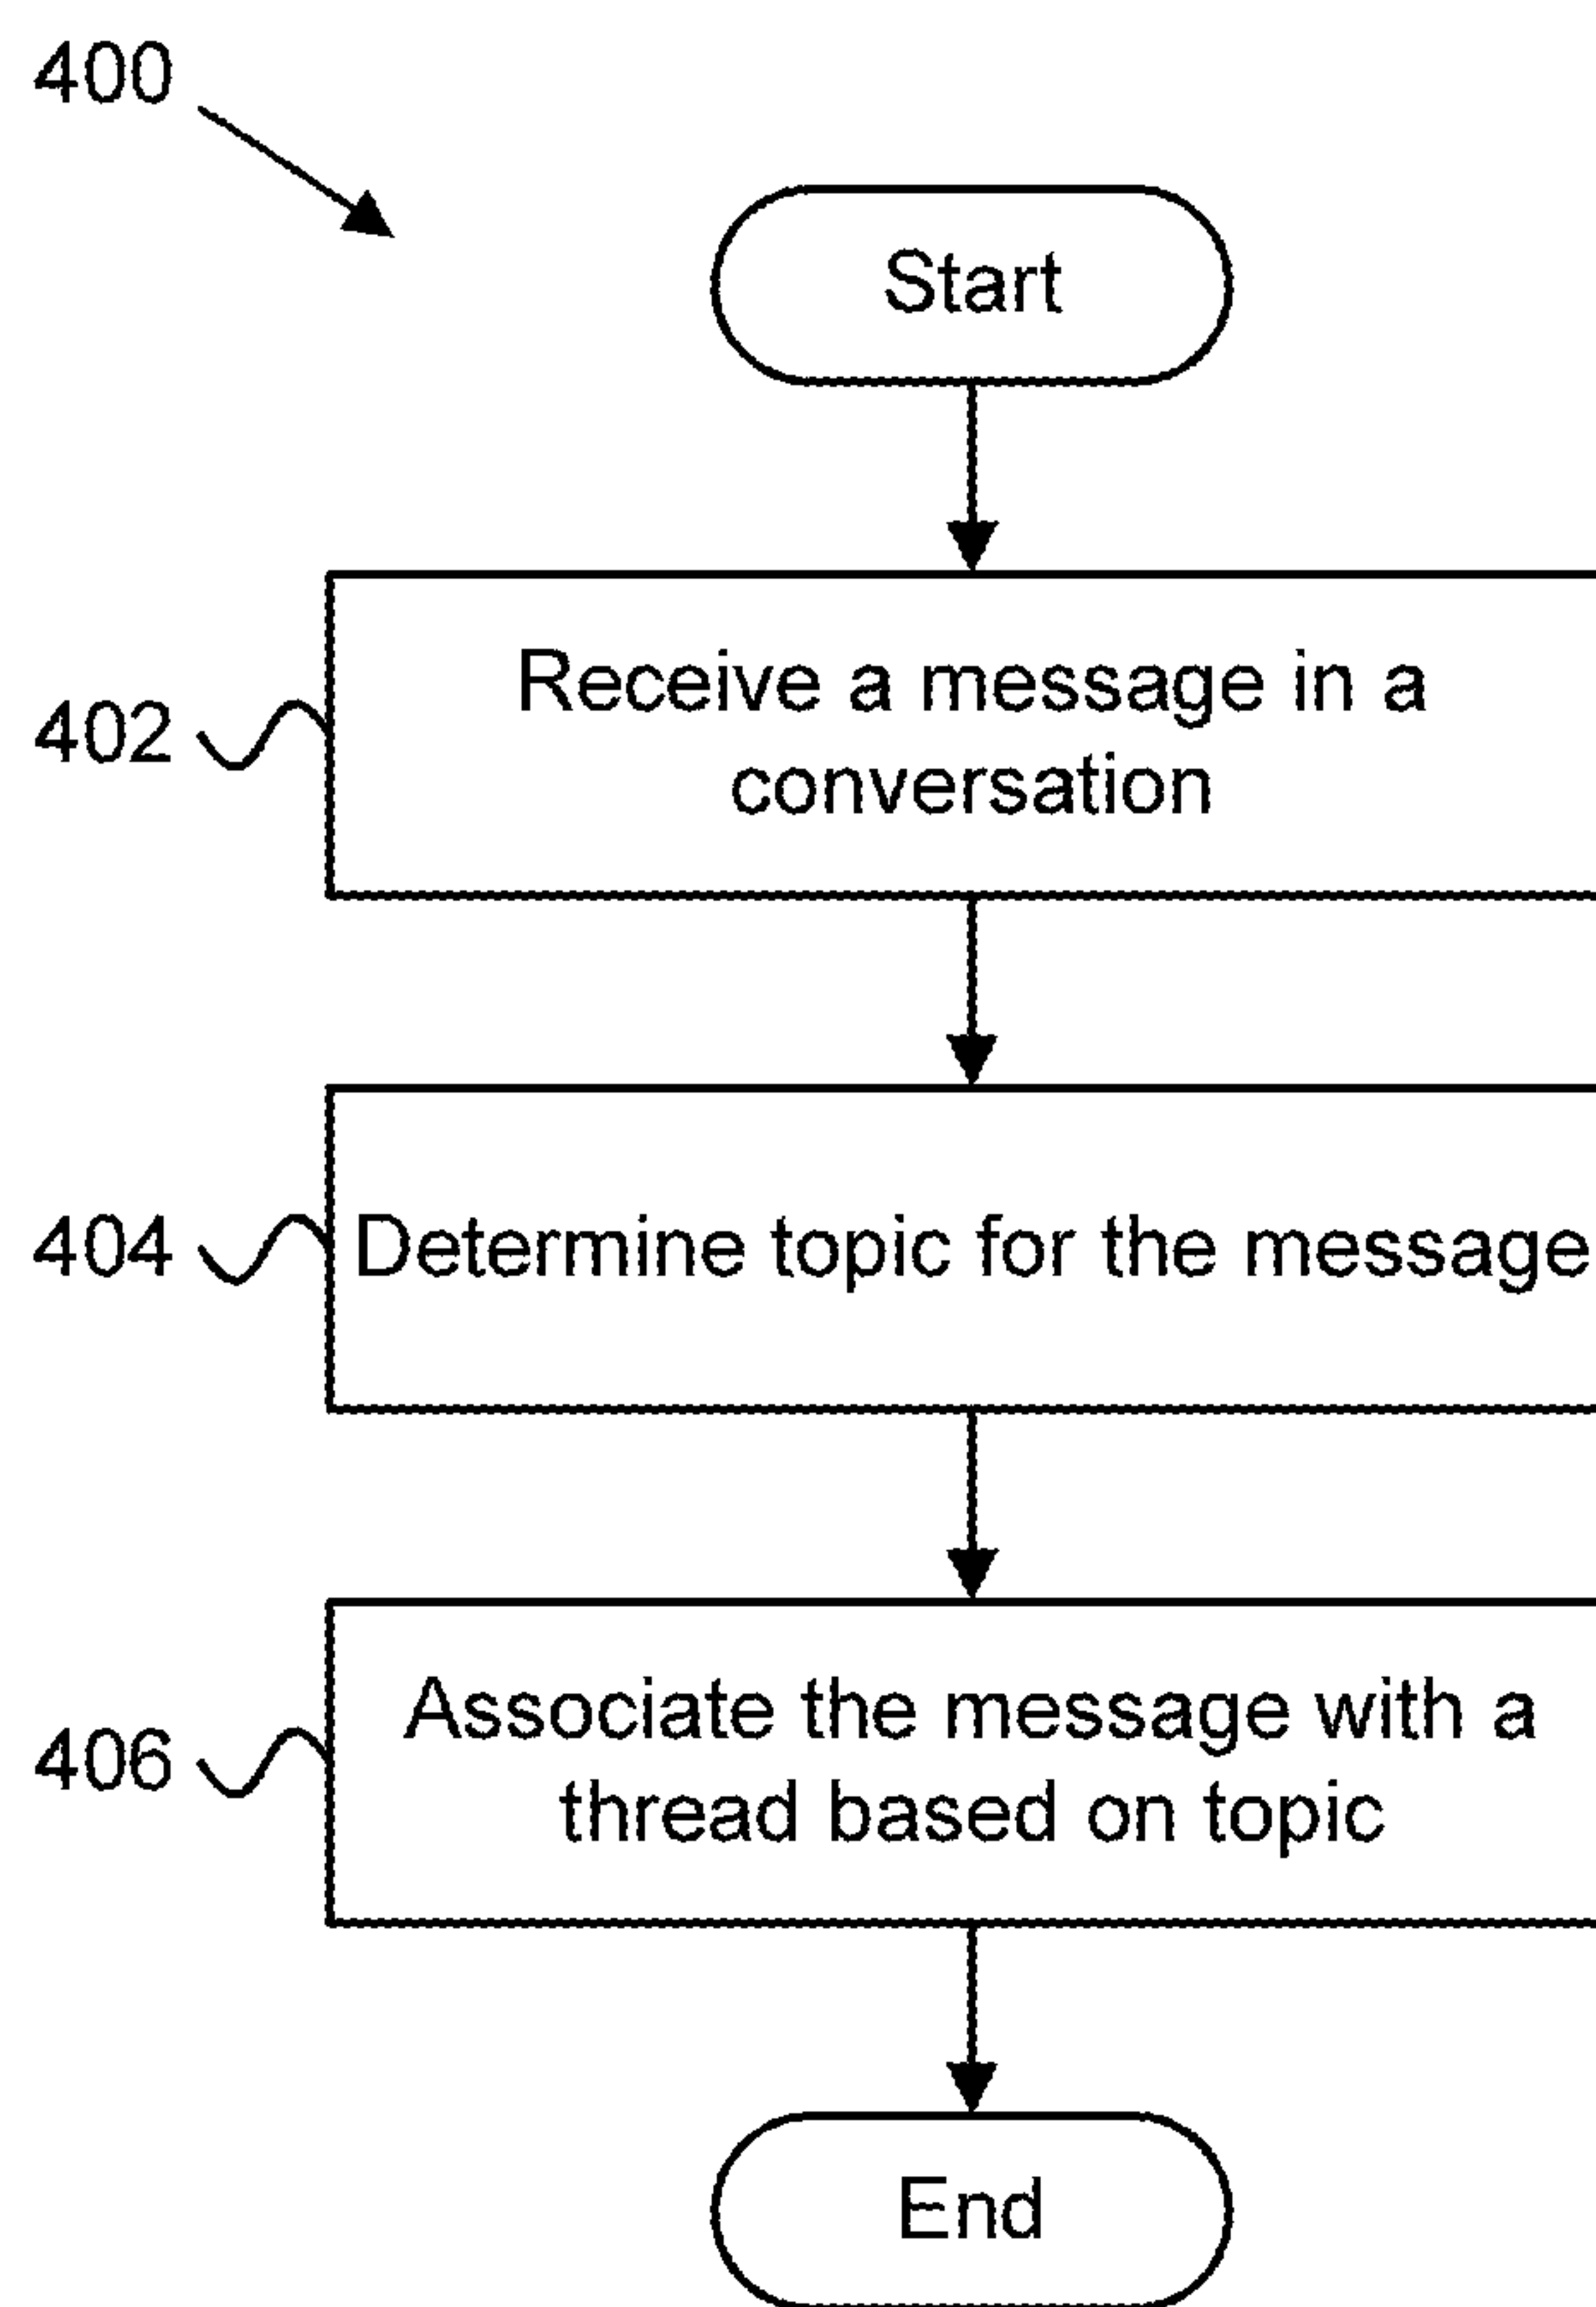 400
Start
402
Receive a message in a
conversation
404
Determine topic for the message
406
Associate the message with a
thread based on topic
End